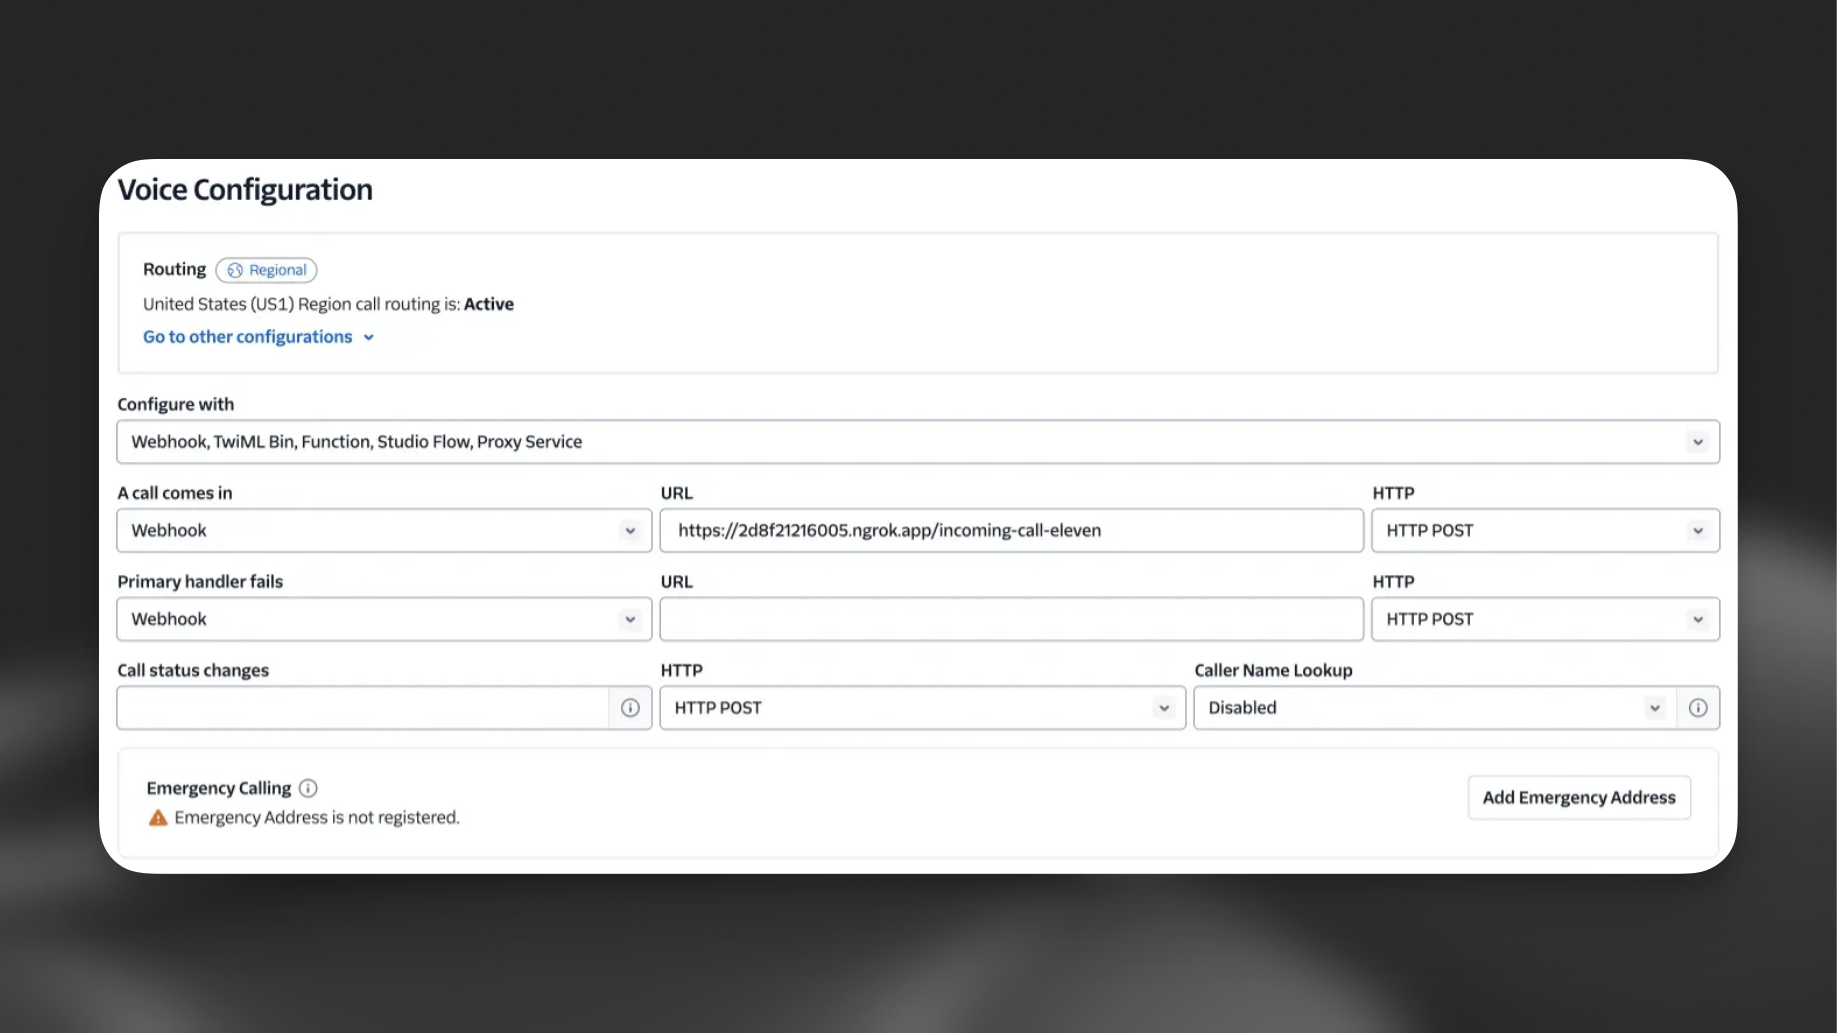 Voice Configuration
Routing Regional
United States (US1) Region call routing is: Active
Go to other configurations
Configure with
Webhook, TwiML Bin, Function, Studio Flow, Proxy Service
A call comes in URL HTTP
Webhook https://2d8f21216005.ngrok.app/incoming-call-eleven HTTP POST
Primary handler fails URL HTTP
Webhook HTTP POST
Call status changes HTTP Caller Name Lookup
HTTP POST Disabled
Emergency Calling
Emergency Address is not registered.
Add Emergency Address